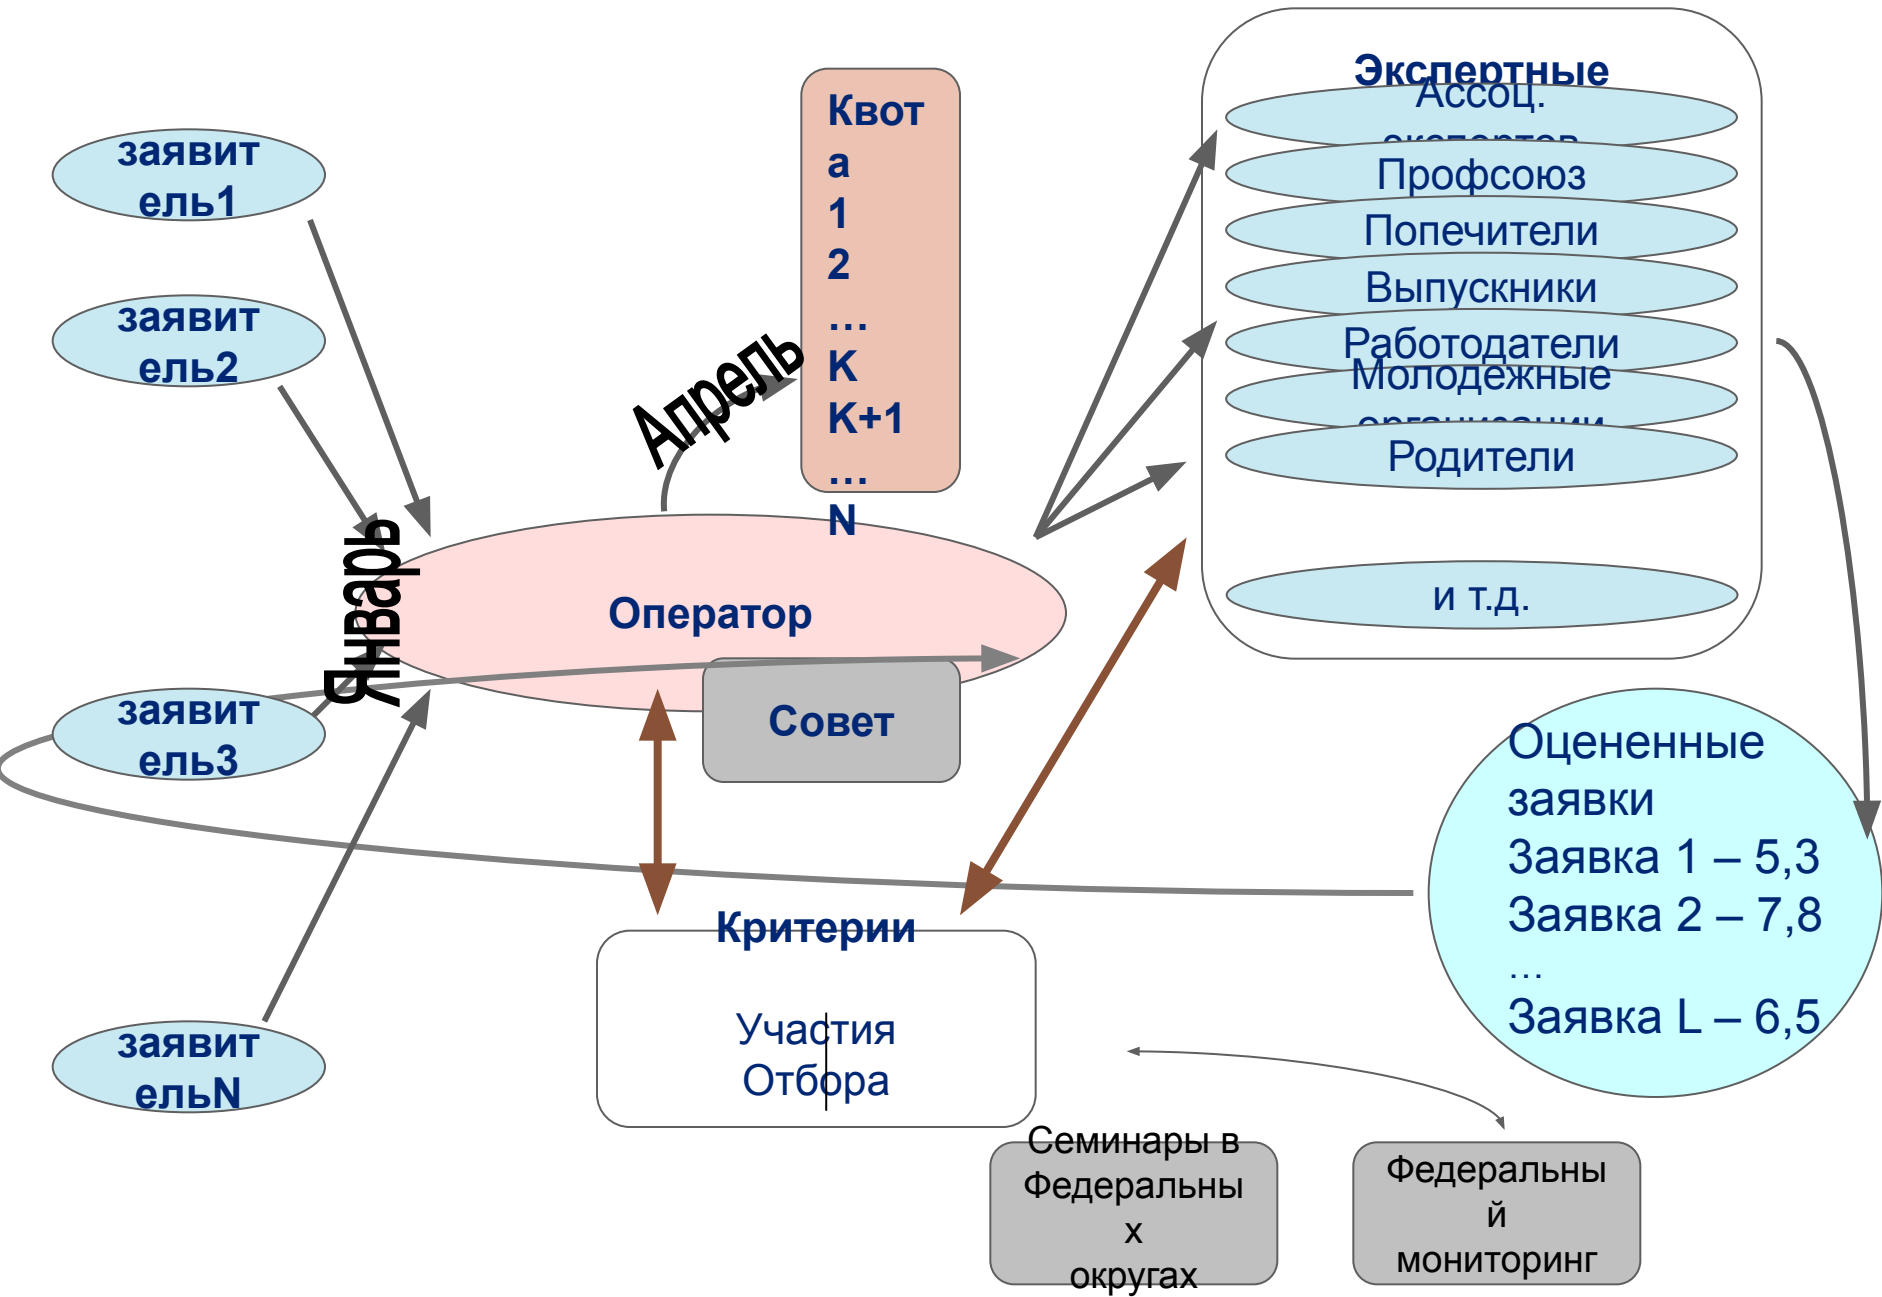 заявит
ель1
заявит
ель2
заявит
ель3
заявит
ельN
Январь
Апрель
Квот
а
1
2
…
K
K+1
…
N
Оператор
Совет
Критерии
Участия
Отбора
Экспертные
Ассоц.
экспертов
Профсоюз
Попечители
Выпускники
Работодатели
Молодежные
организации
Родители
и т.д.
Оцененные
заявки
Заявка 1 – 5,3
Заявка 2 – 7,8
…
Заявка L – 6,5
Семинары в
Федеральны
х
округах
Федеральны
й
мониторинг